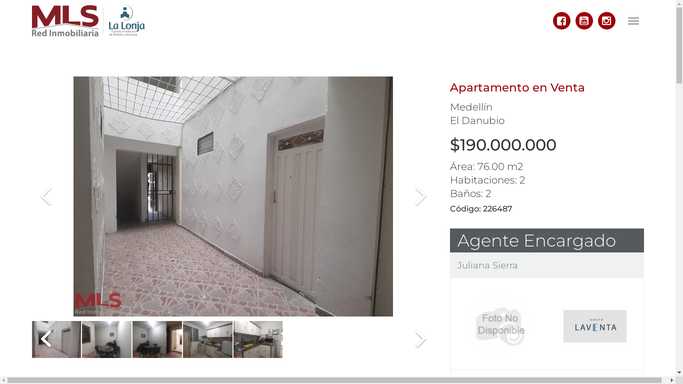 MLS
Red Inmobiliaria
La Lonja
Apartamento en Venta
Medellín
El Danubio
$190.000.000
Área: 76.00 m2
Habitaciones: 2
Baños: 2
Código: 226487
MLS
Red Inmobiliaria
Agente Encargado
Juliana Sierra
Foto No
Disponible
LAVENTA